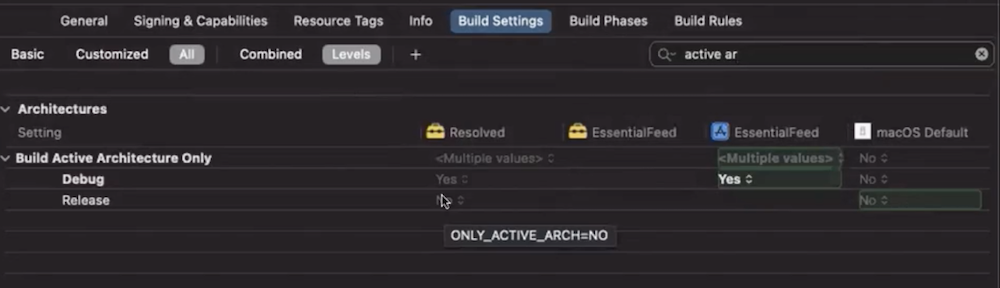 General Signing & Capabilities Resource Tags Info Build Settings Build Phases Build Rules
Basic Customized All Combined Levels + active ar
Architectures
Setting Resolved EssentialFeed EssentialFeed macOS Default
Build Active Architecture Only <Multiple values> <Multiple values> No
Debug Yes Yes No
Release No No
ONLY_ACTIVE_ARCH=NO